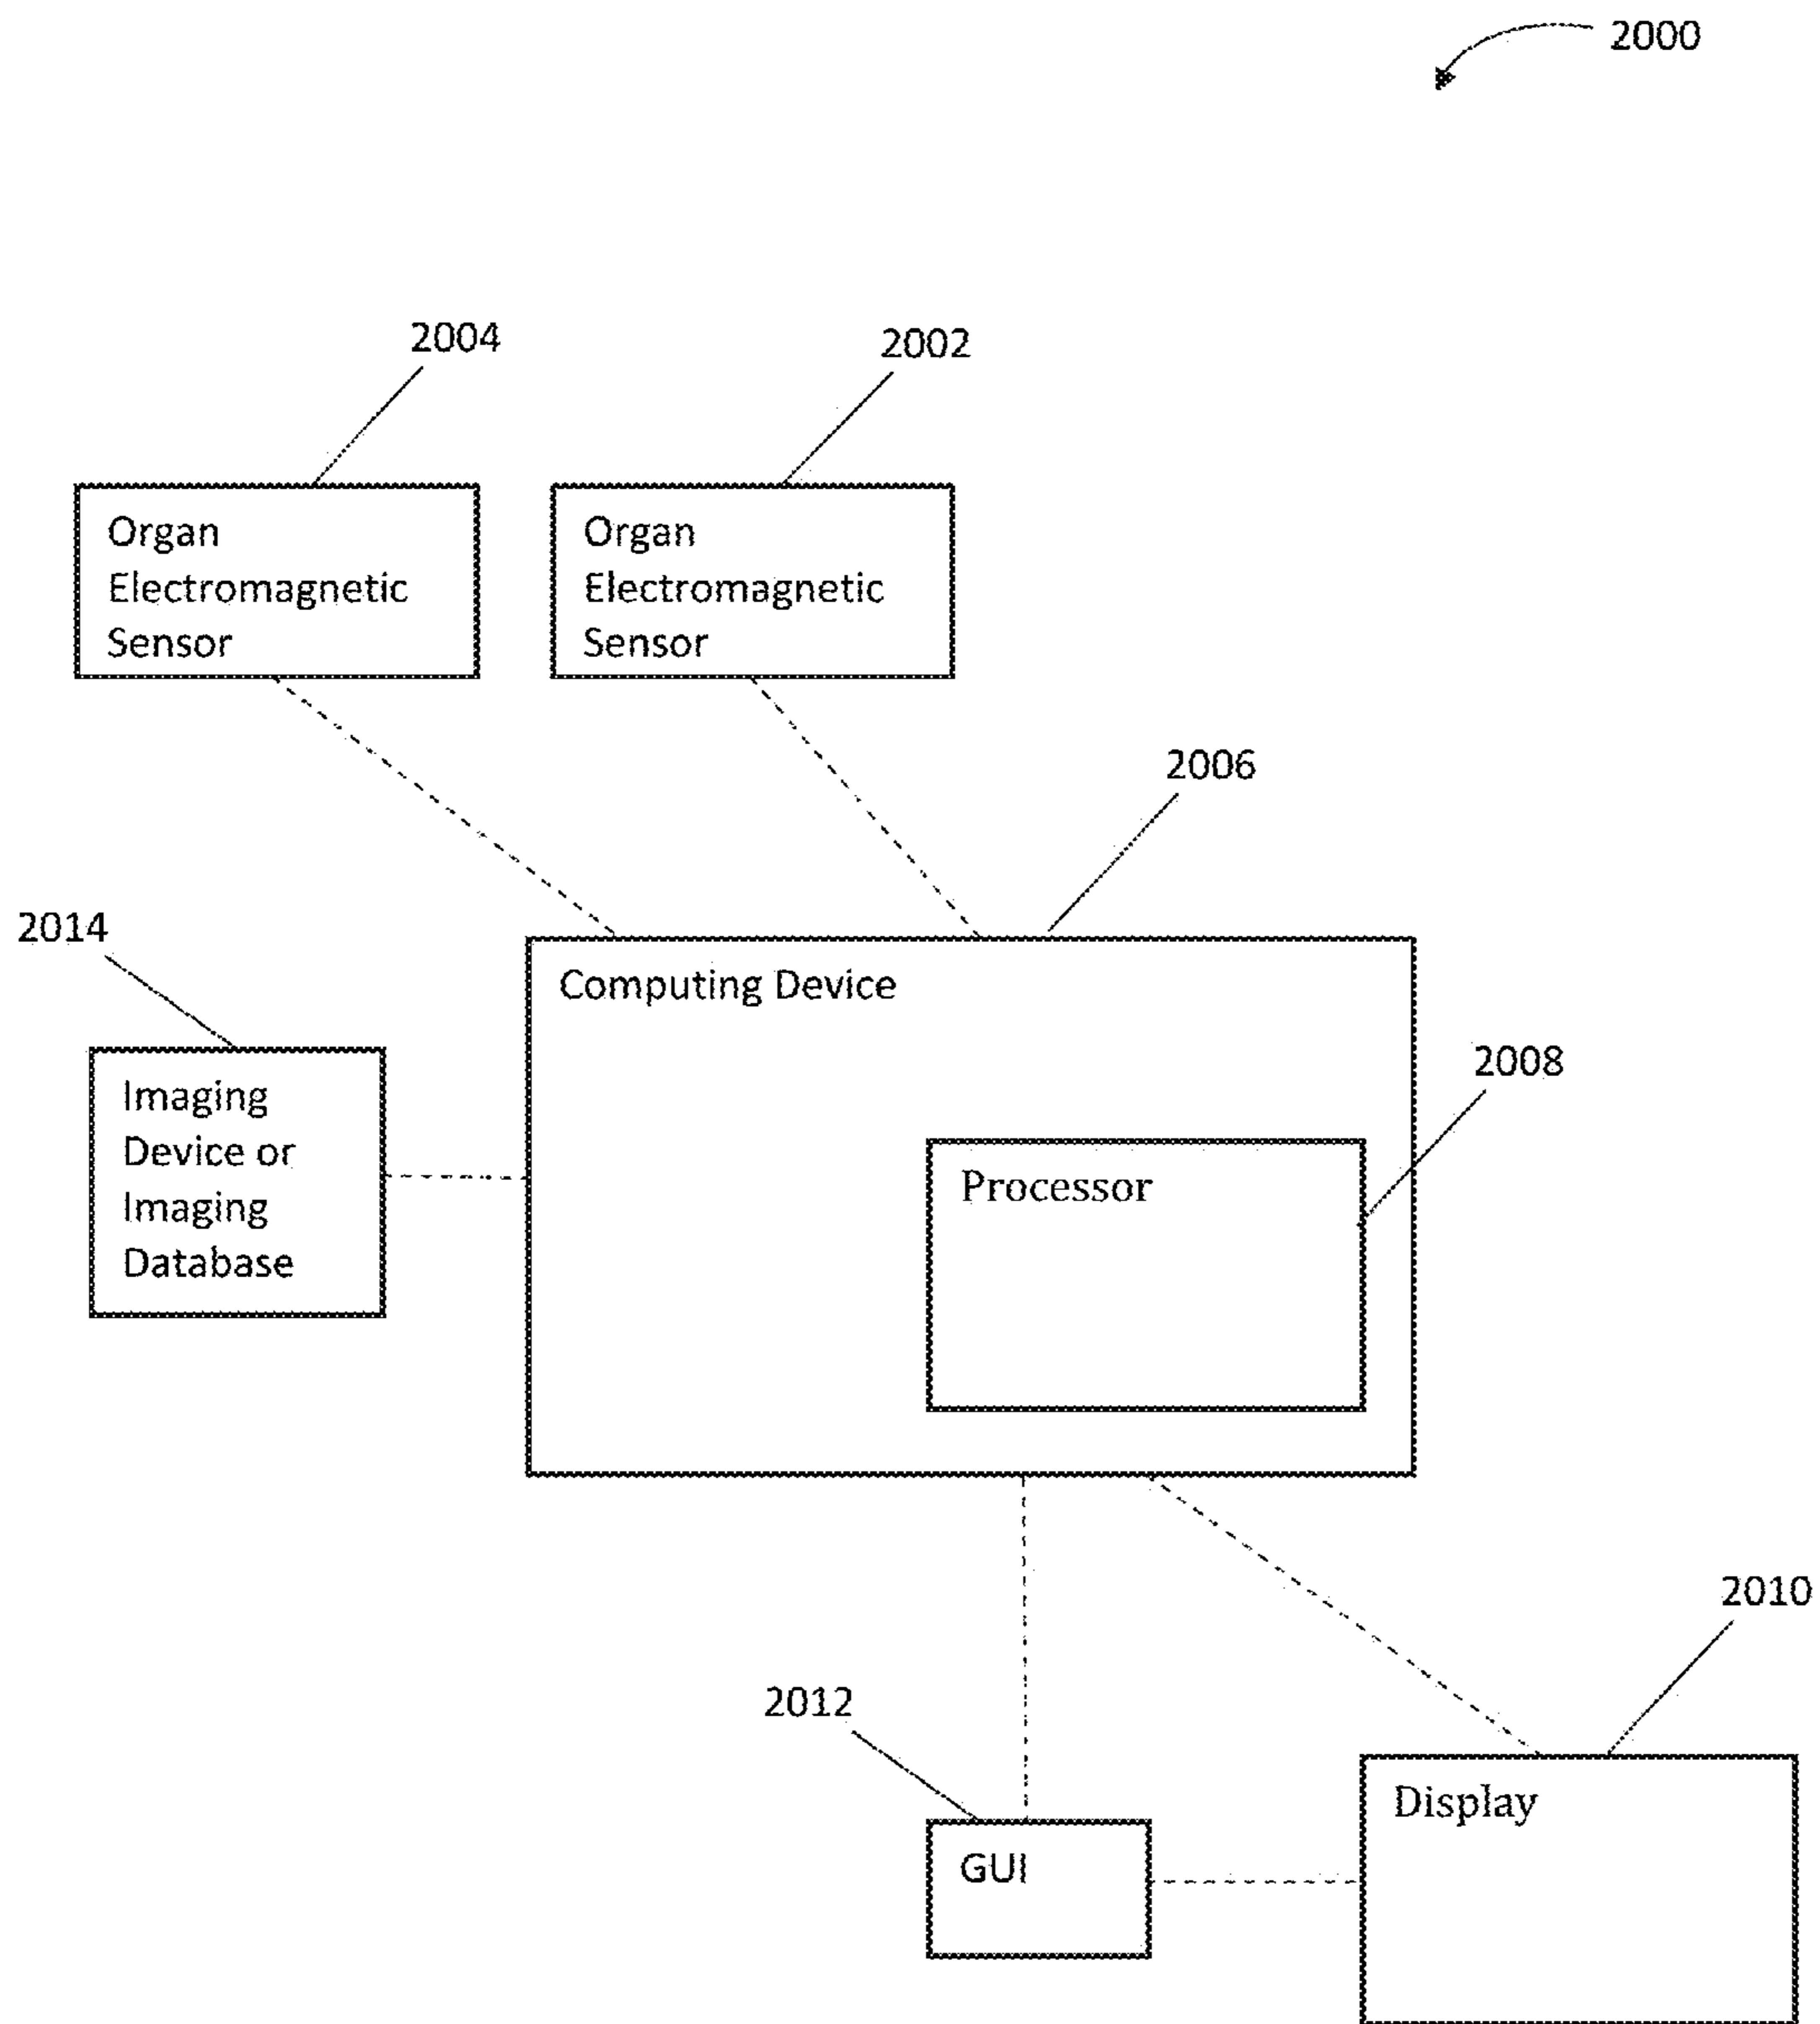 2000
2004
2002
Organ
Electromagnetic
Sensor
Organ
Electromagnetic
Sensor
2006
2014
Computing Device
Imaging
Device or
Imaging
Database
2008
Processor
2010
2012
Display
GUI